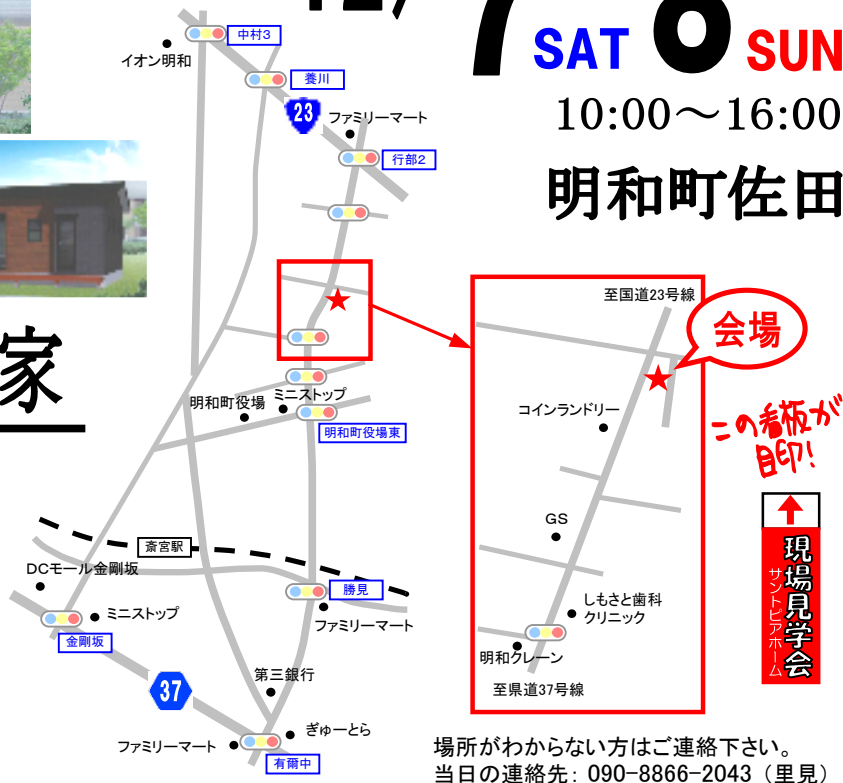 12/7 SAT 8 SUN
10:00～16:00
明和町佐田
家
中村3
イオン明和
養川
23
ファミリーマート
行部2
明和町役場
ミニストップ
明和町役場東
斎宮駅
DCモール金剛坂
ミニストップ
金剛坂
勝見
ファミリーマート
37
第三銀行
ファミリーマート
ぎゅーとら
有爾中
至国道23号線
会場
コインランドリー
GS
しもさと歯科
クリニック
明和クレーン
至県道37号線
この看板が
目印!
現場見学会
サントピアホーム
場所がわからない方はご連絡下さい。
当日の連絡先: 090-8866-2043（里見）